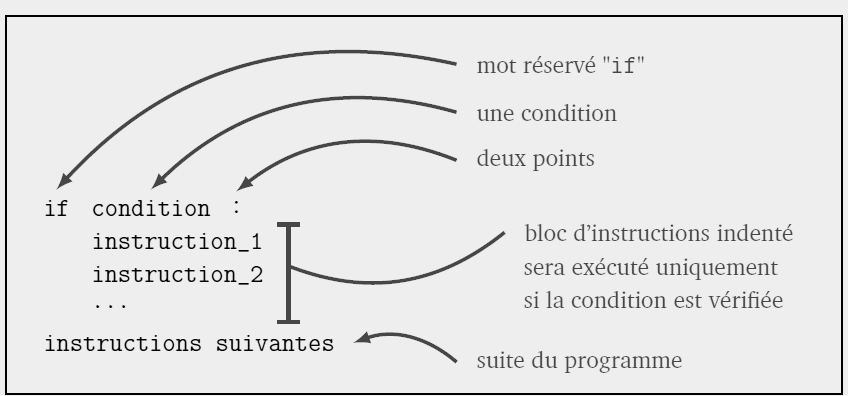 mot réservé "if"
une condition
deux points
if condition :
instruction_1
instruction_2
...
instructions suivantes
bloc d'instructions indenté
sera exécuté uniquement
si la condition est vérifiée
suite du programme